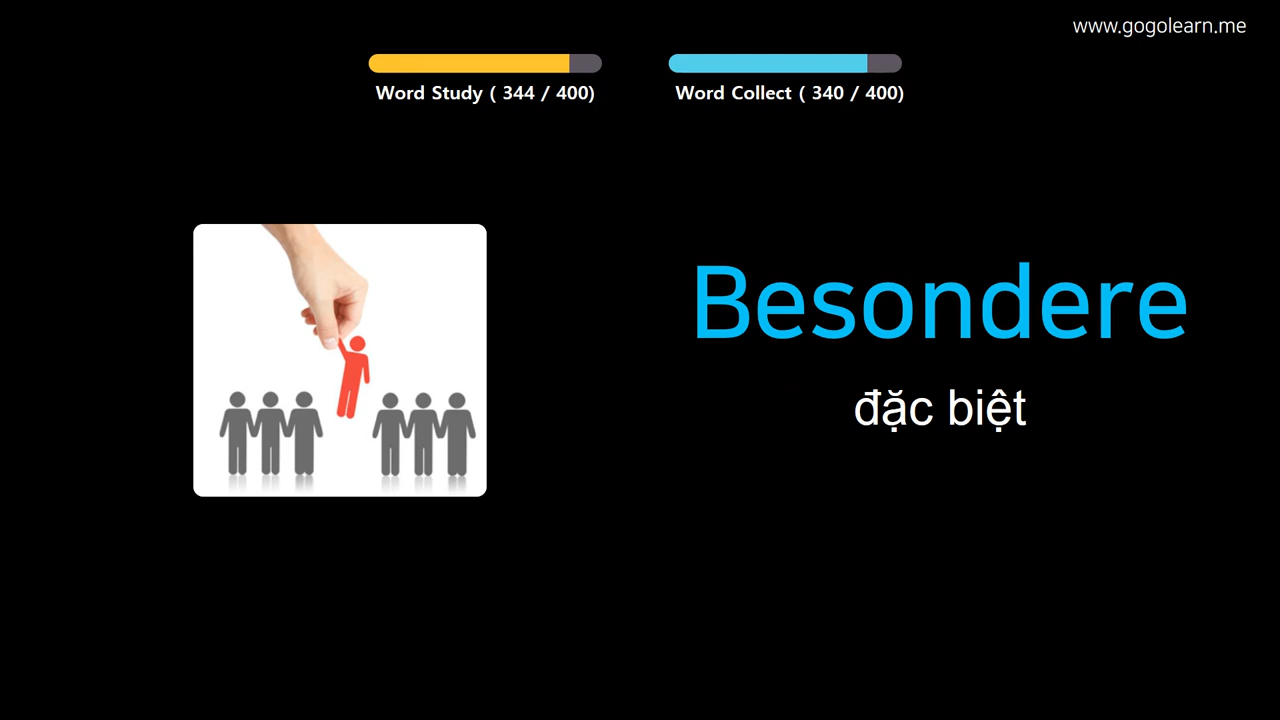 www.gogolearn.me
Word Study ( 344 / 400)
Word Collect ( 340 / 400)
Besondere
đặc biệt